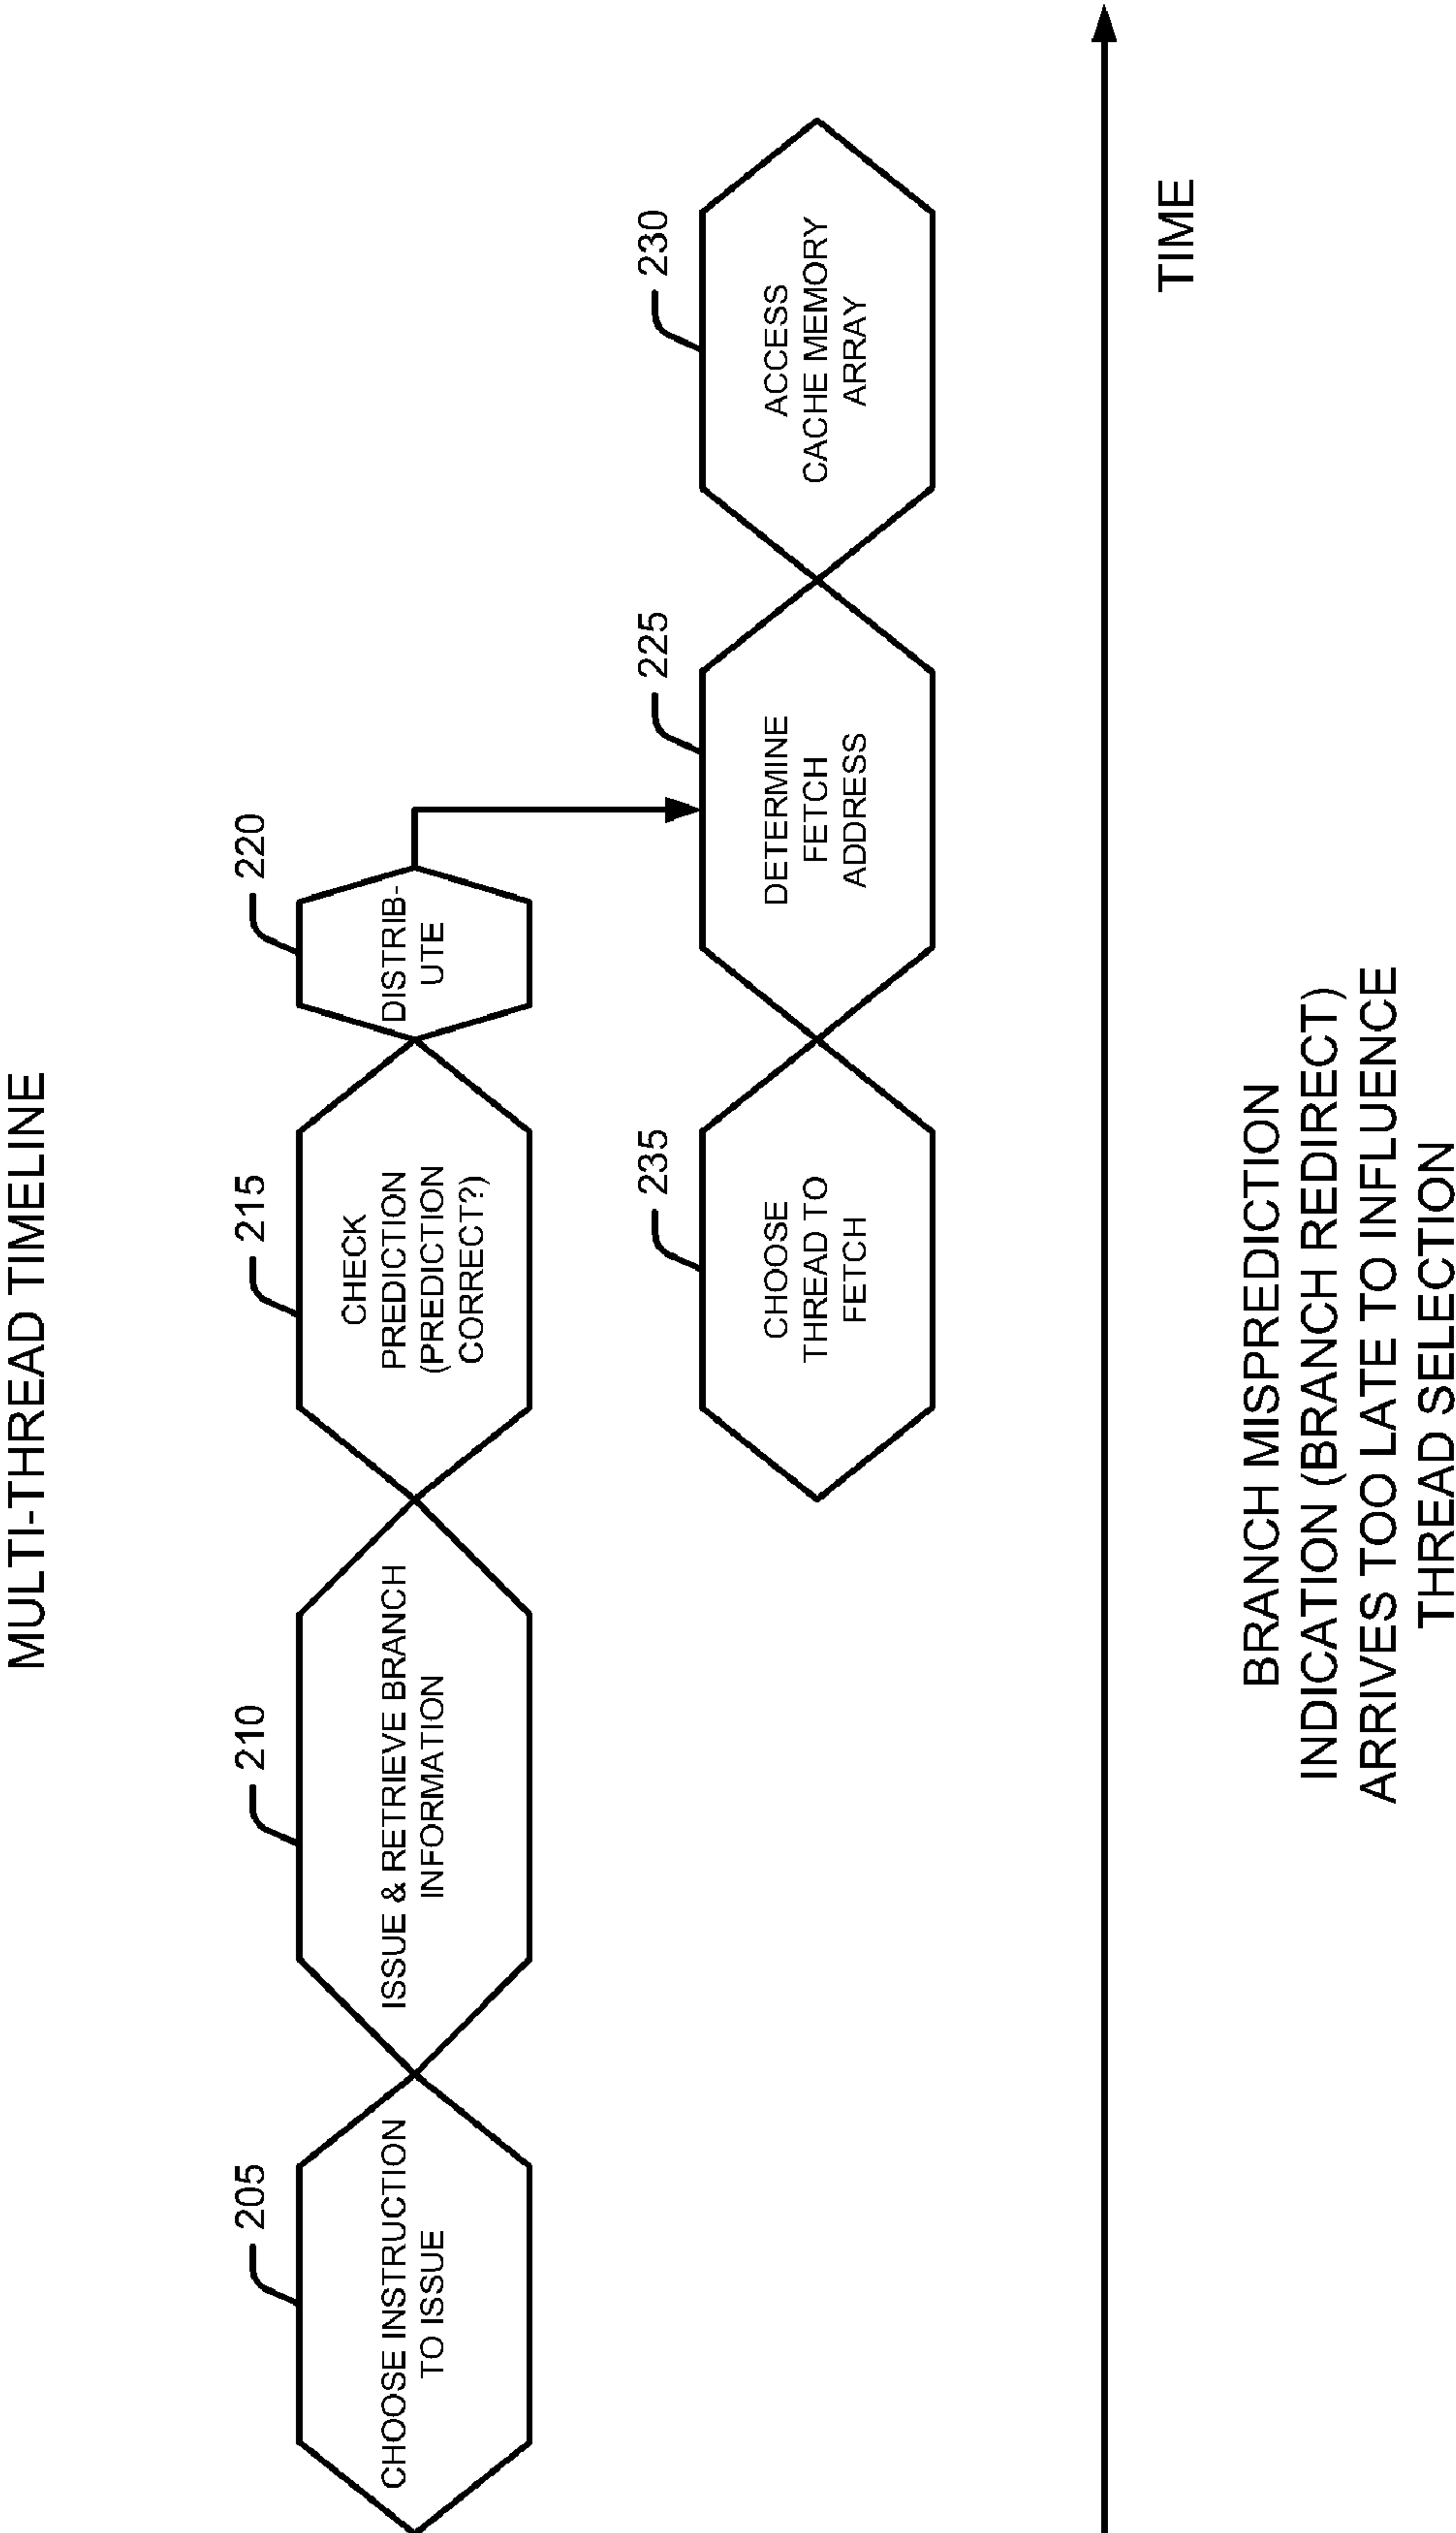 MULTI-THREAD TIMELINE
205
CHOOSE INSTRUCTION
TO ISSUE
210
ISSUE & RETRIEVE BRANCH
INFORMATION
215
CHECK
PREDICTION
(PREDICTION
CORRECT?)
220
DISTRIB-
UTE
235
CHOOSE
THREAD TO
FETCH
225
DETERMINE
FETCH
ADDRESS
230
ACCESS
CACHE MEMORY
ARRAY
TIME
BRANCH MISPREDICTION
INDICATION (BRANCH REDIRECT)
ARRIVES TOO LATE TO INFLUENCE
THREAD SELECTION